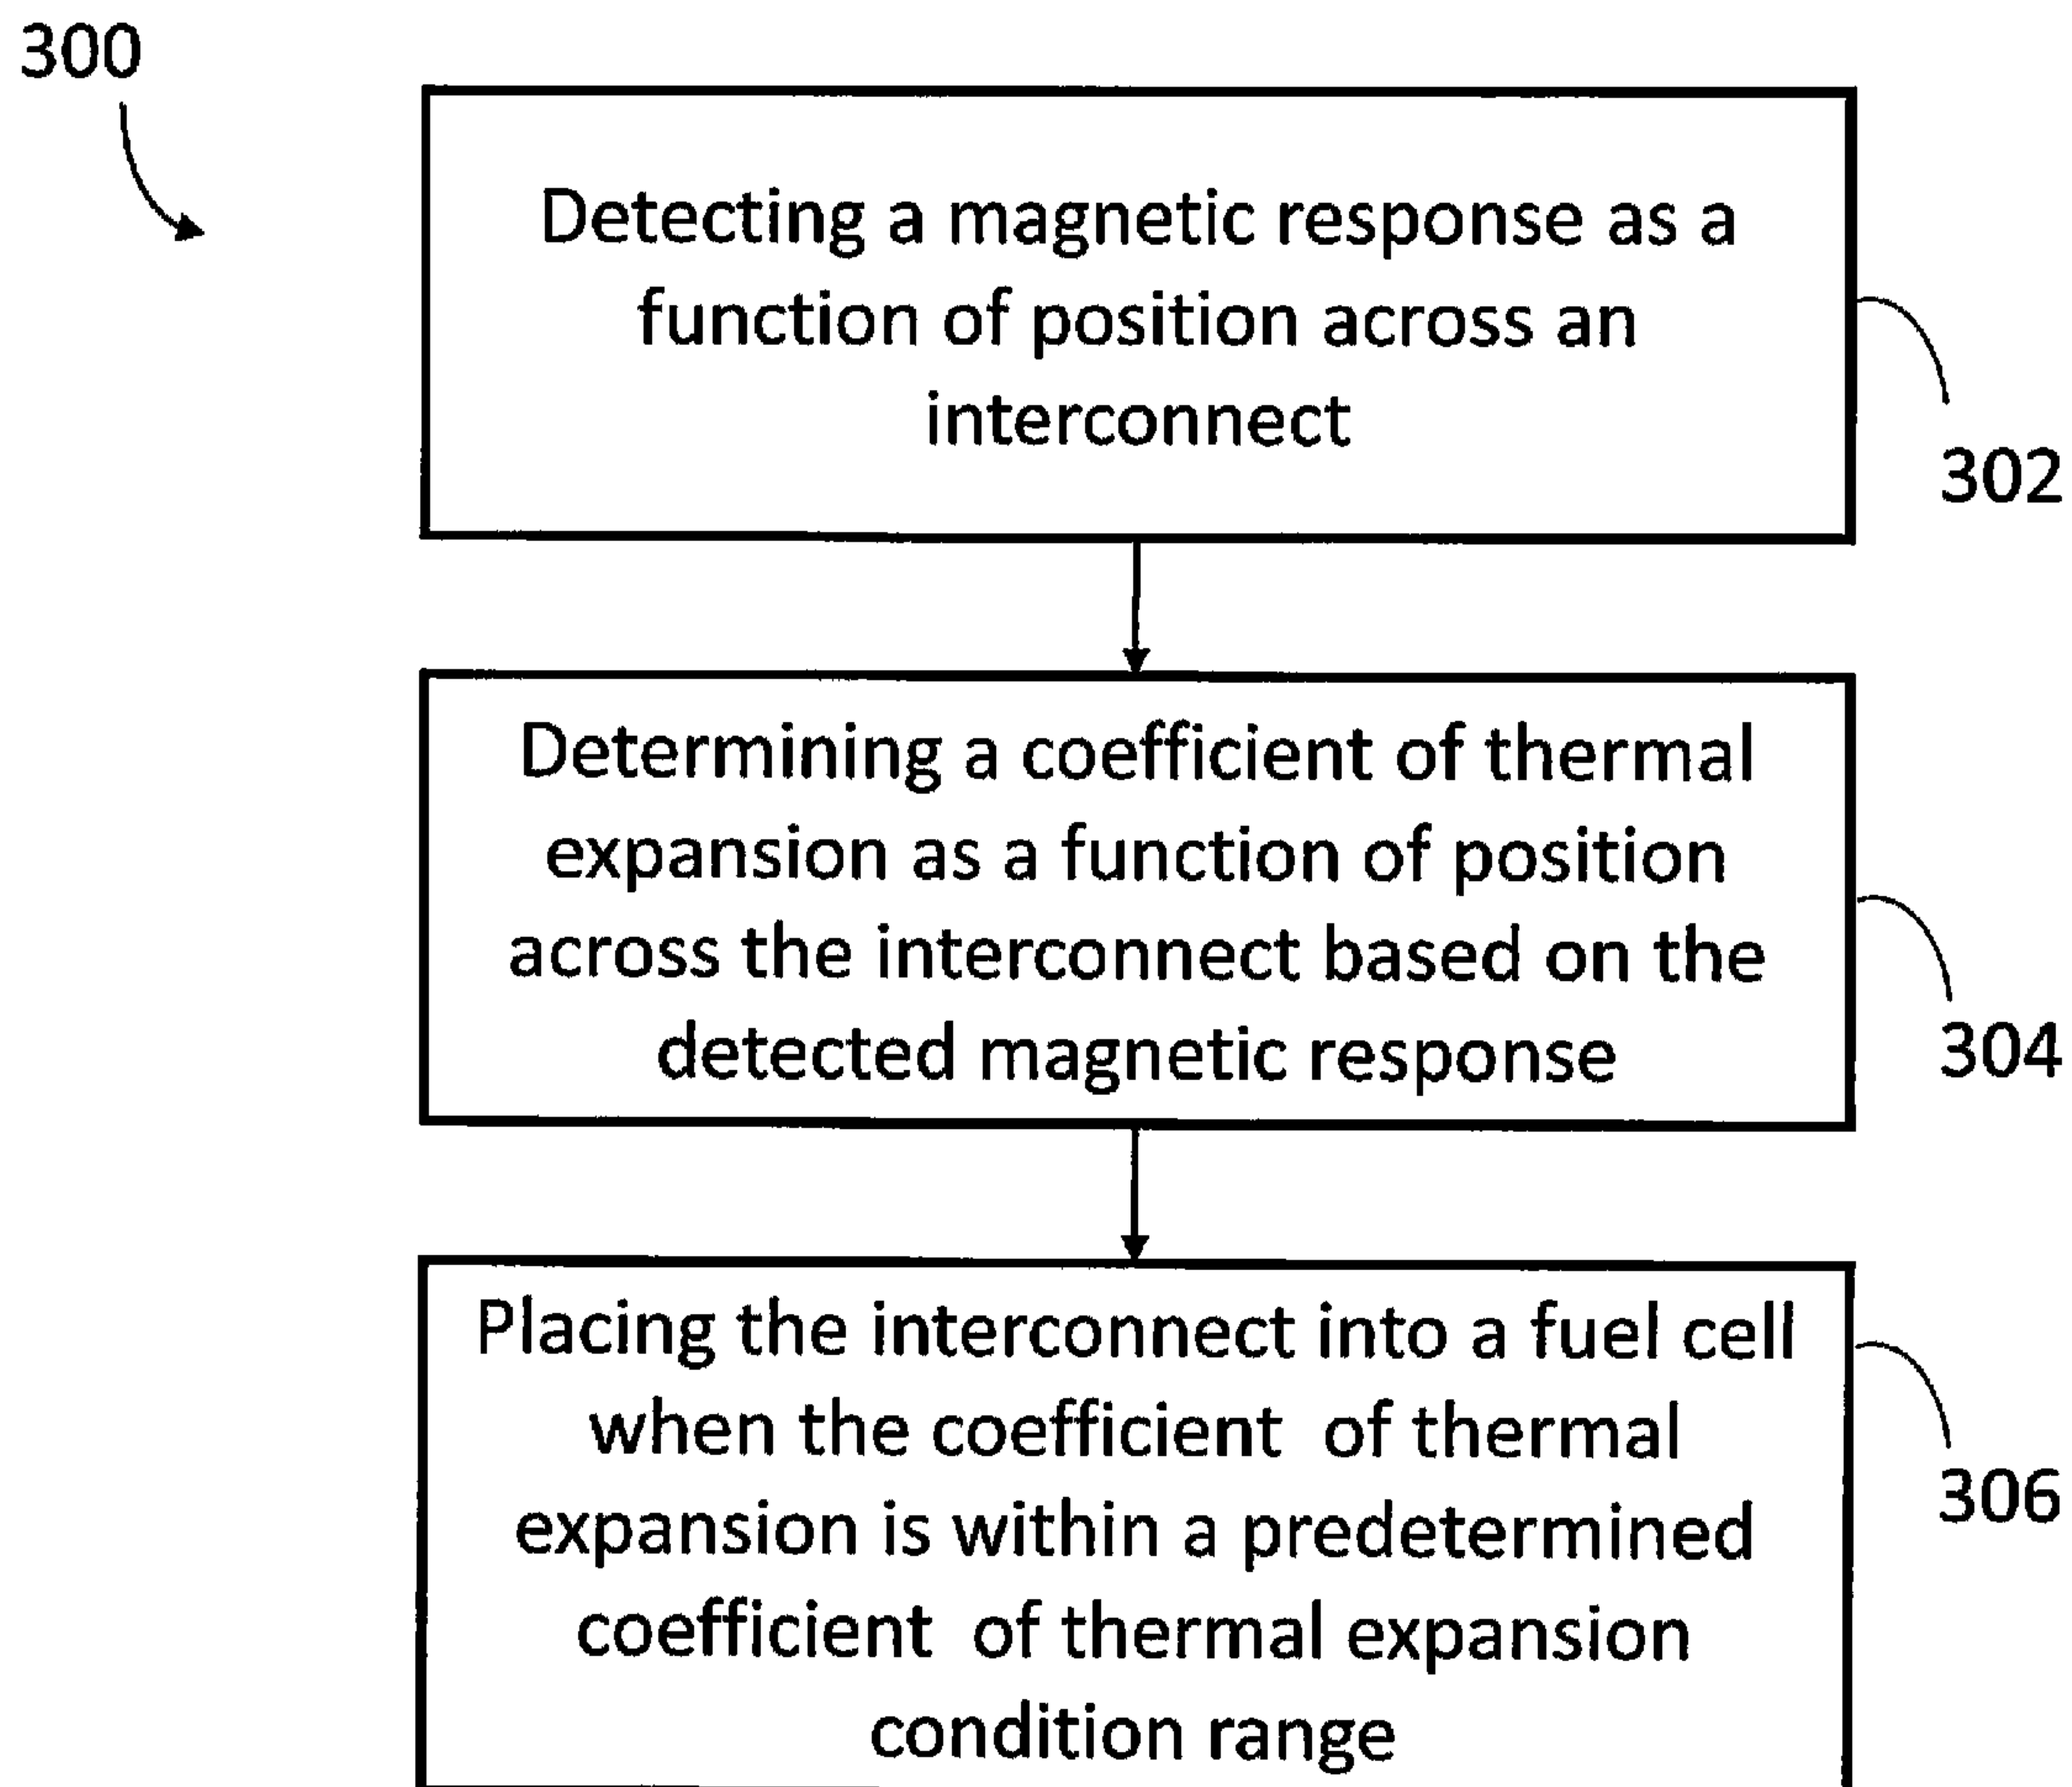 300
Detecting a magnetic response as a
function of position across an
interconnect
302
Determining a coefficient of thermal
expansion as a function of position
across the interconnect based on the
detected magnetic response
304
Placing the interconnect into a fuel cell
when the coefficient of thermal
expansion is within a predetermined
coefficient of thermal expansion
condition range
306